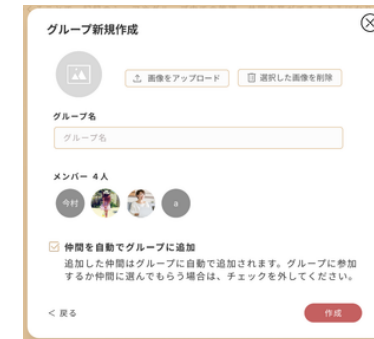 グループ新規作成
画像をアップロード
選択した画像を削除
グループ名
グループ名
メンバー 4人
今村
a
仲間を自動でグループに追加
追加した仲間はグループに自動で追加されます。グループに参加
するか仲間に選んでもらう場合は、チェックを外してください。
< 戻る
作成